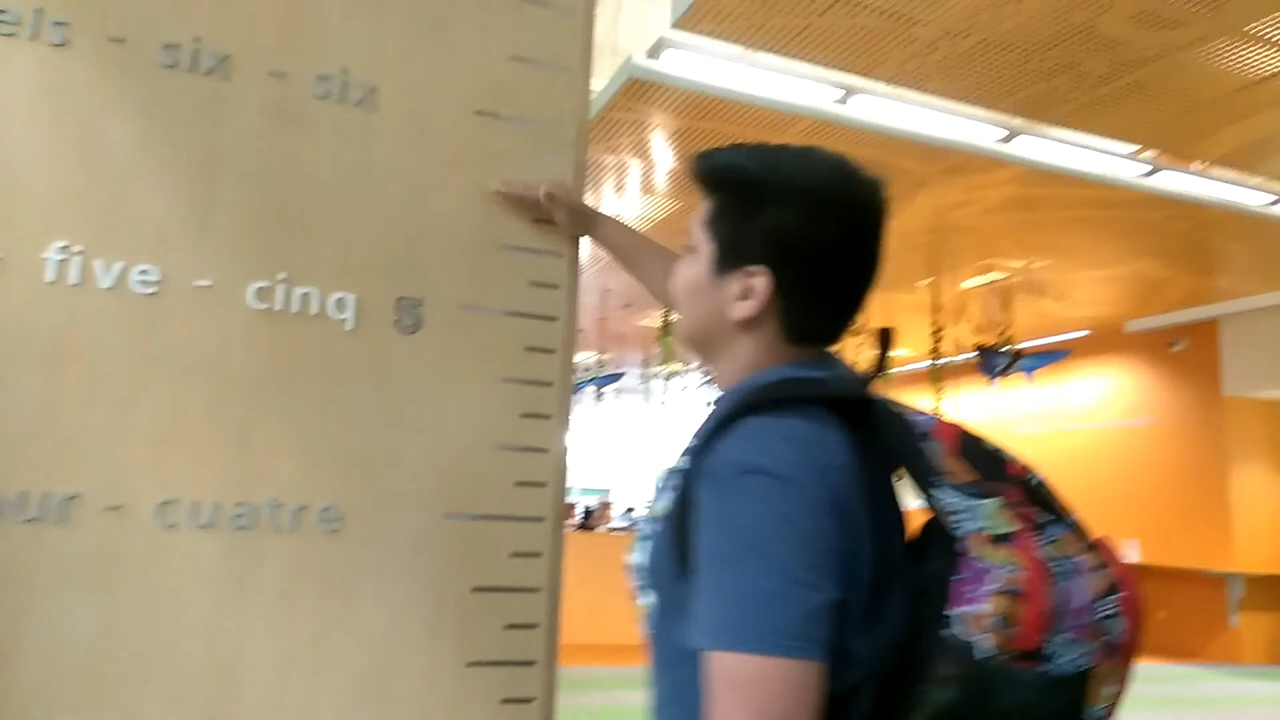 - six - six
- five - cinq 5
- cuatre